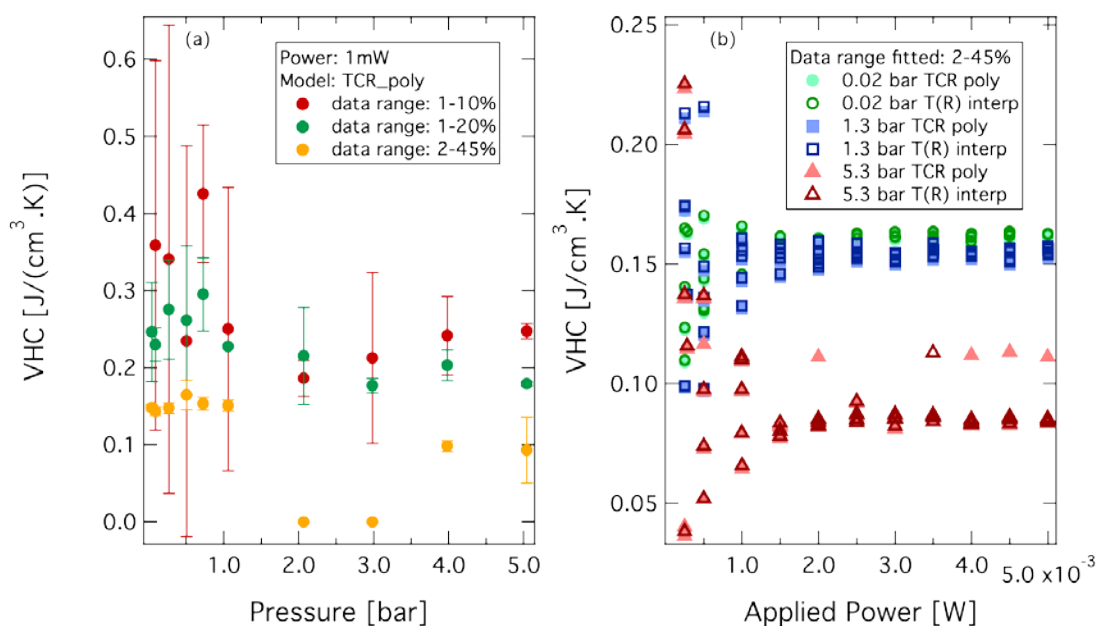 (a)
Power: 1mW
Model: TCR_poly
data range: 1-10%
data range: 1-20%
data range: 2-45%
VHC [J/(cm³.K)]
0.6
0.5
0.4
0.3
0.2
0.1
0.0
1.0
2.0
3.0
4.0
5.0
Pressure [bar]
(b)
Data range fitted: 2-45%
0.02 bar TCR poly
0.02 bar T(R) interp
1.3 bar TCR poly
1.3 bar T(R) interp
5.3 bar TCR poly
5.3 bar T(R) interp
VHC [J/cm³.K]
0.25
0.20
0.15
0.10
0.05
1.0
2.0
3.0
4.0
5.0 x10⁻³
Applied Power [W]